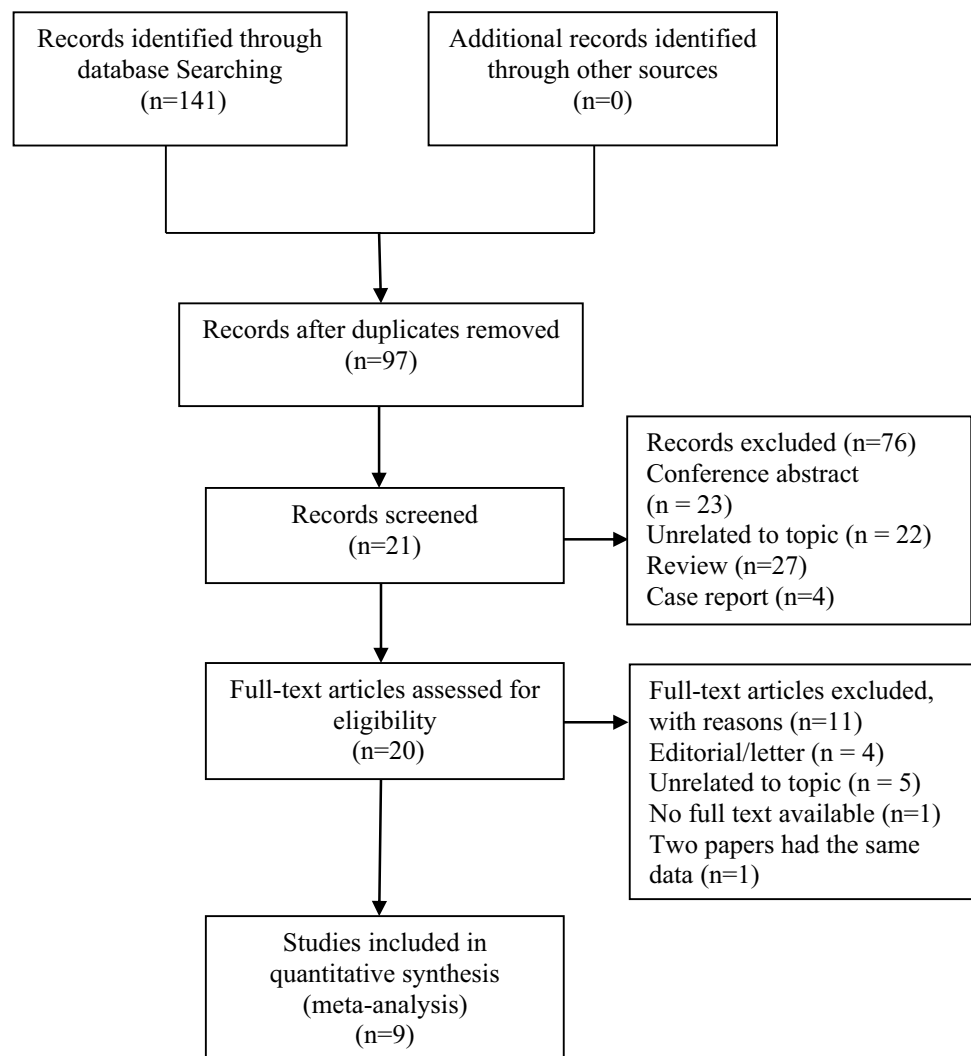 Records identified through
database Searching
(n=141)
Additional records identified
through other sources
(n=0)
Records after duplicates removed
(n=97)
Records screened
(n=21)
Records excluded (n=76)
Conference abstract
(n = 23)
Unrelated to topic (n = 22)
Review (n=27)
Case report (n=4)
Full-text articles assessed for
eligibility
(n=20)
Full-text articles excluded,
with reasons (n=11)
Editorial/letter (n = 4)
Unrelated to topic (n = 5)
No full text available (n=1)
Two papers had the same
data (n=1)
Studies included in
quantitative synthesis
(meta-analysis)
(n=9)